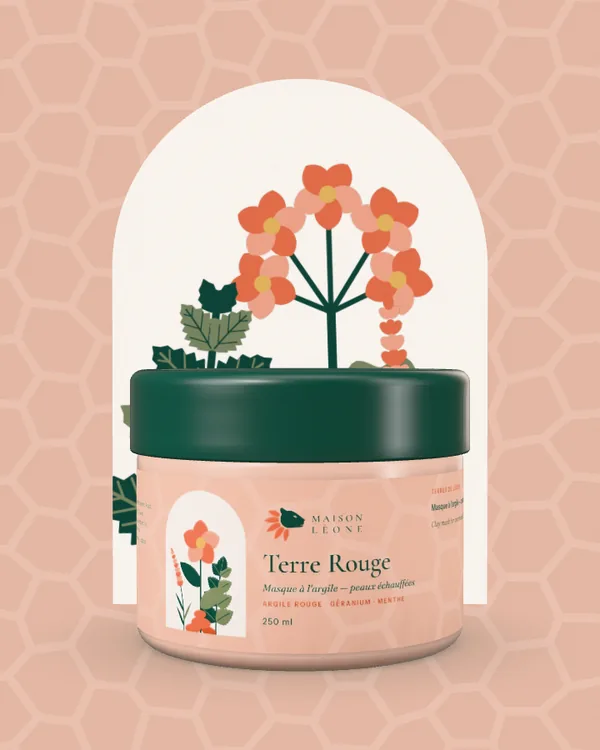 MAISON
LÉONE
Terre Rouge
Masque à l'argile — peaux échauffées
ARGILE ROUGE · GÉRANIUM · MENTHE
250 ml